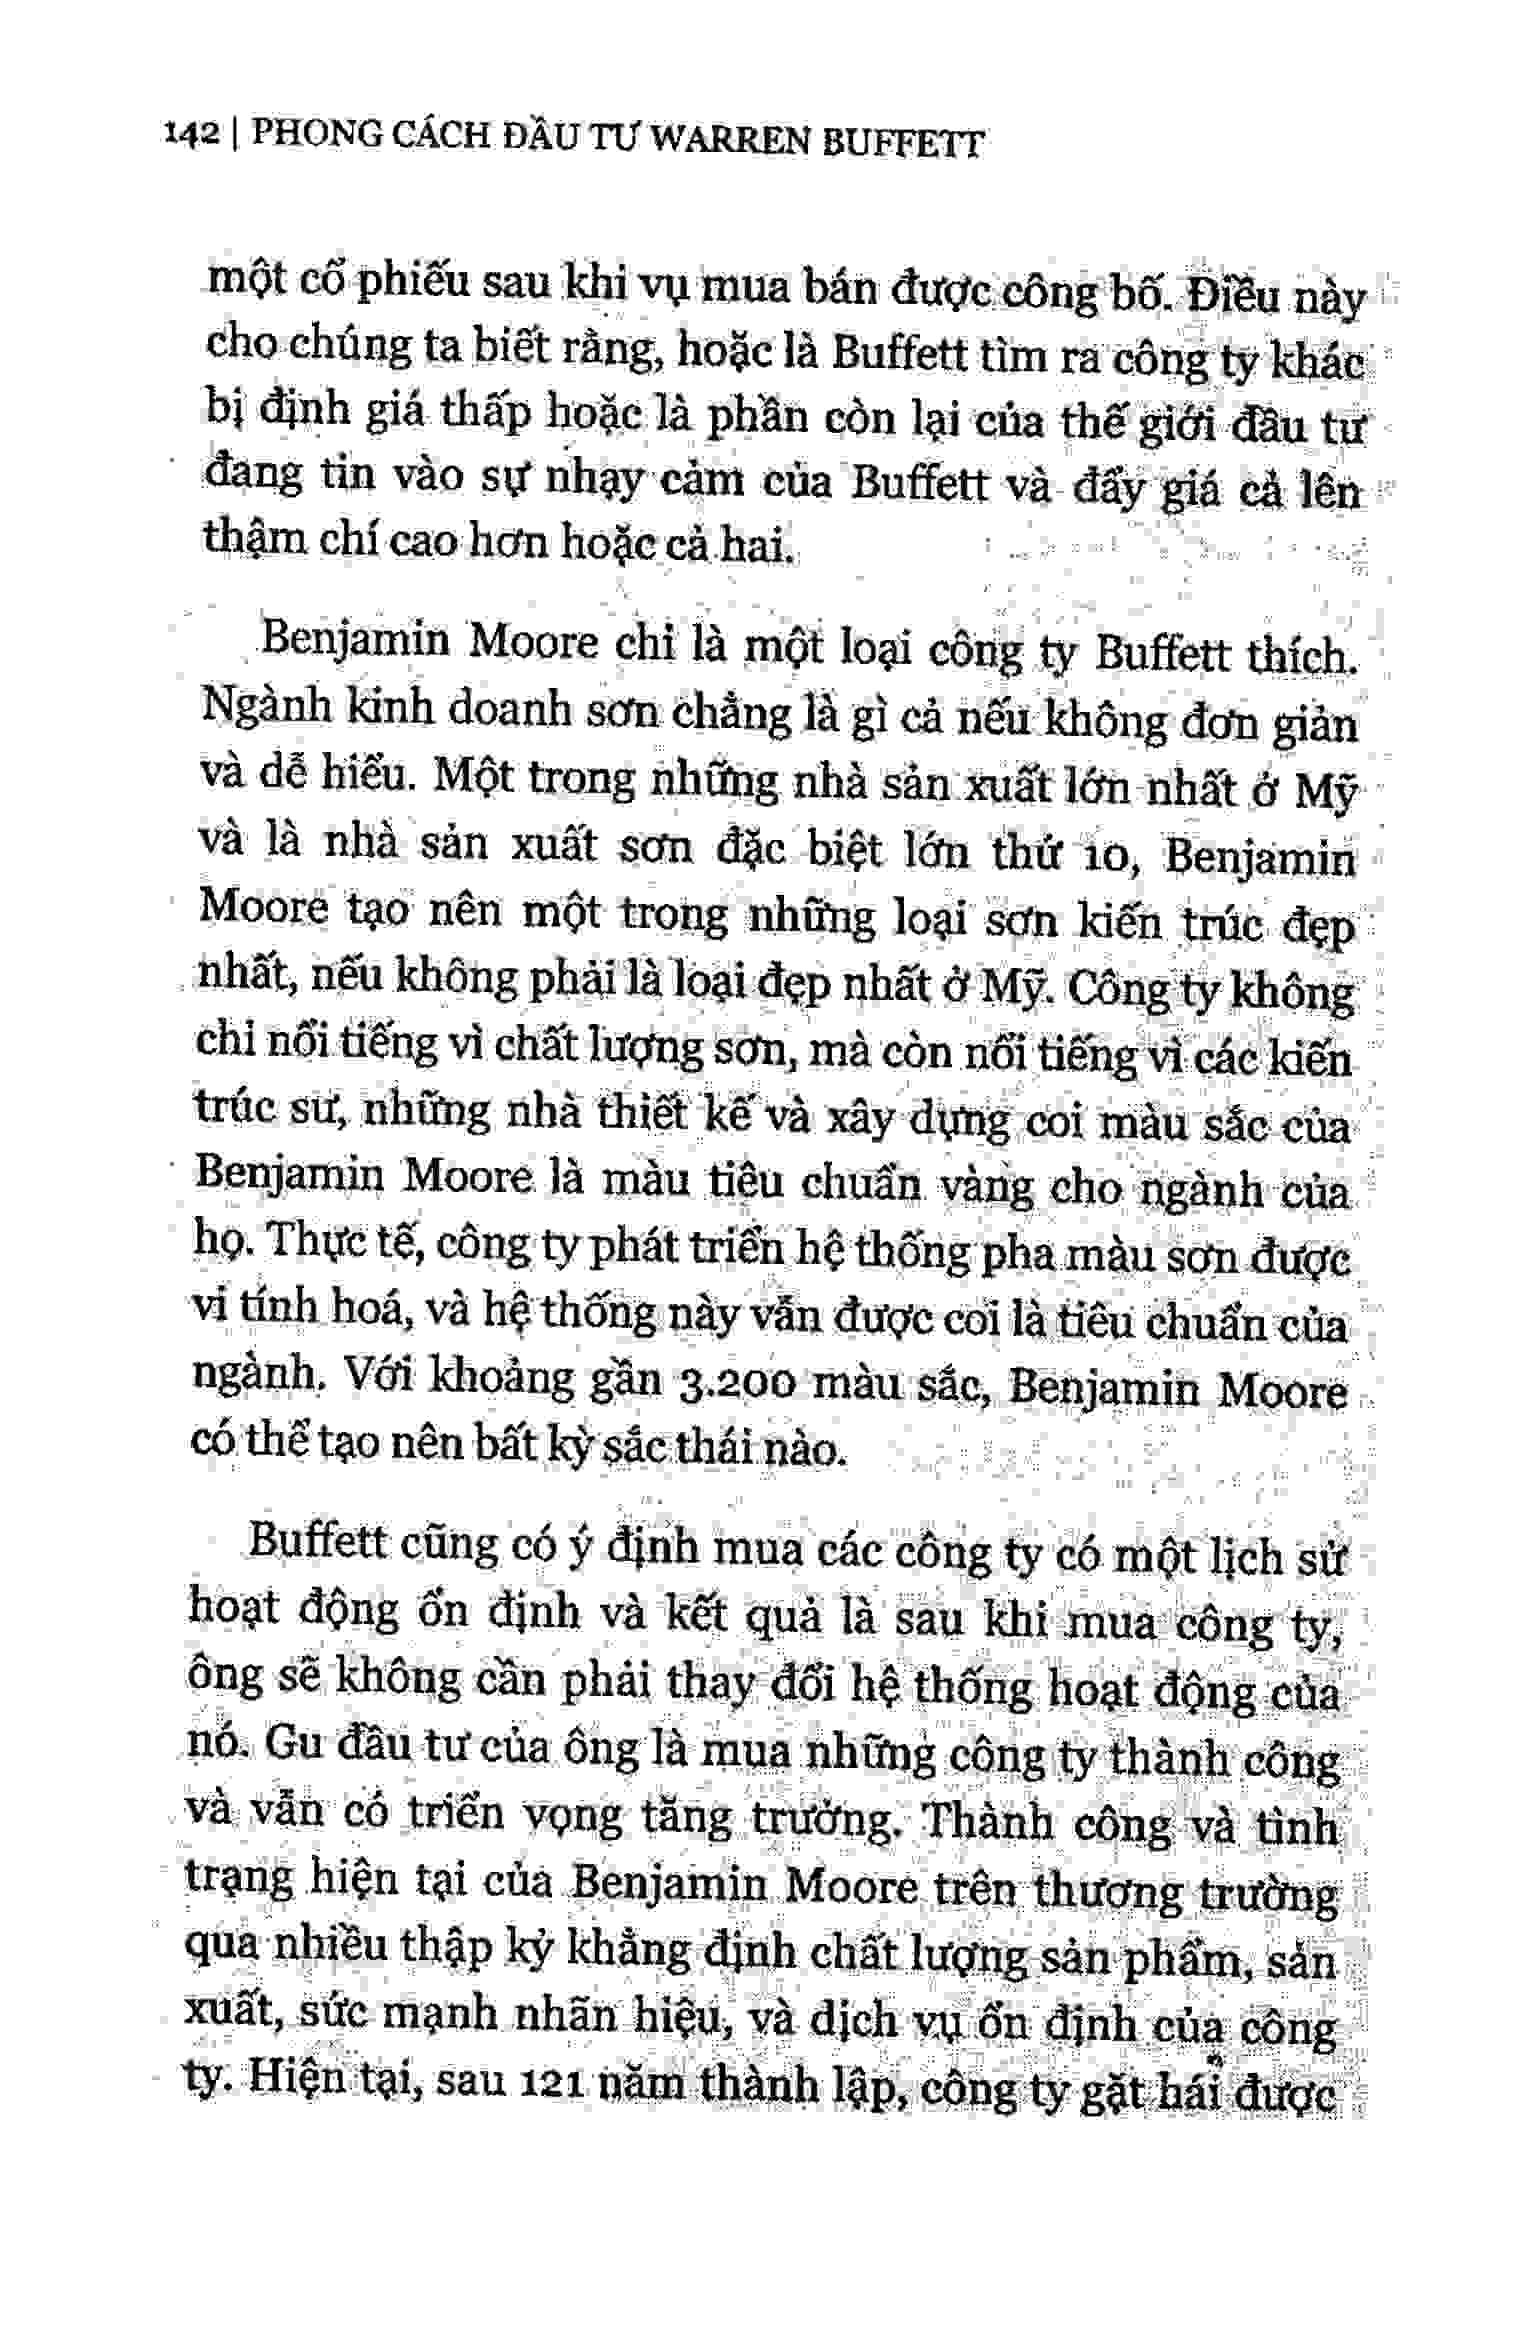 142 | PHONG CÁCH ĐẦU TƯ WARREN BUFFETT
một cổ phiếu sau khi vụ mua bán được công bố. Điều này
cho chúng ta biết rằng, hoặc là Buffett tìm ra công ty khác
bị định giá thấp hoặc là phần còn lại của thế giới đầu tư
đang tin vào sự nhạy cảm của Buffett và đẩy giá cả lên
thậm chí cao hơn hoặc cả hai.
Benjamin Moore chỉ là một loại công ty Buffett thích.
Ngành kinh doanh sơn chẳng là gì cả nếu không đơn giản
và dễ hiểu. Một trong những nhà sản xuất lớn nhất ở Mỹ
và là nhà sản xuất sơn đặc biệt lớn thứ 10, Benjamin
Moore tạo nên một trong những loại sơn kiến trúc đẹp
nhất, nếu không phải là loại đẹp nhất ở Mỹ. Công ty không
chỉ nổi tiếng vì chất lượng sơn, mà còn nổi tiếng vì các kiến
trúc sư, những nhà thiết kế và xây dựng coi màu sắc của
Benjamin Moore là màu tiêu chuẩn vàng cho ngành của
họ. Thực tế, công ty phát triển hệ thống pha màu sơn được
vi tính hoá, và hệ thống này vẫn được coi là tiêu chuẩn của
ngành. Với khoảng gần 3.200 màu sắc, Benjamin Moore
có thể tạo nên bất kỳ sắc thái nào.
Buffett cũng có ý định mua các công ty có một lịch sử
hoạt động ổn định và kết quả là sau khi mua công ty,
ông sẽ không cần phải thay đổi hệ thống hoạt động của
nó. Gu đầu tư của ông là mua những công ty thành công
và vẫn có triển vọng tăng trưởng. Thành công và tình
trạng hiện tại của Benjamin Moore trên thương trường
qua nhiều thập kỷ khẳng định chất lượng sản phẩm, sản
xuất, sức mạnh nhãn hiệu, và dịch vụ ổn định của công
ty. Hiện tại, sau 121 năm thành lập, công ty gặt hái được